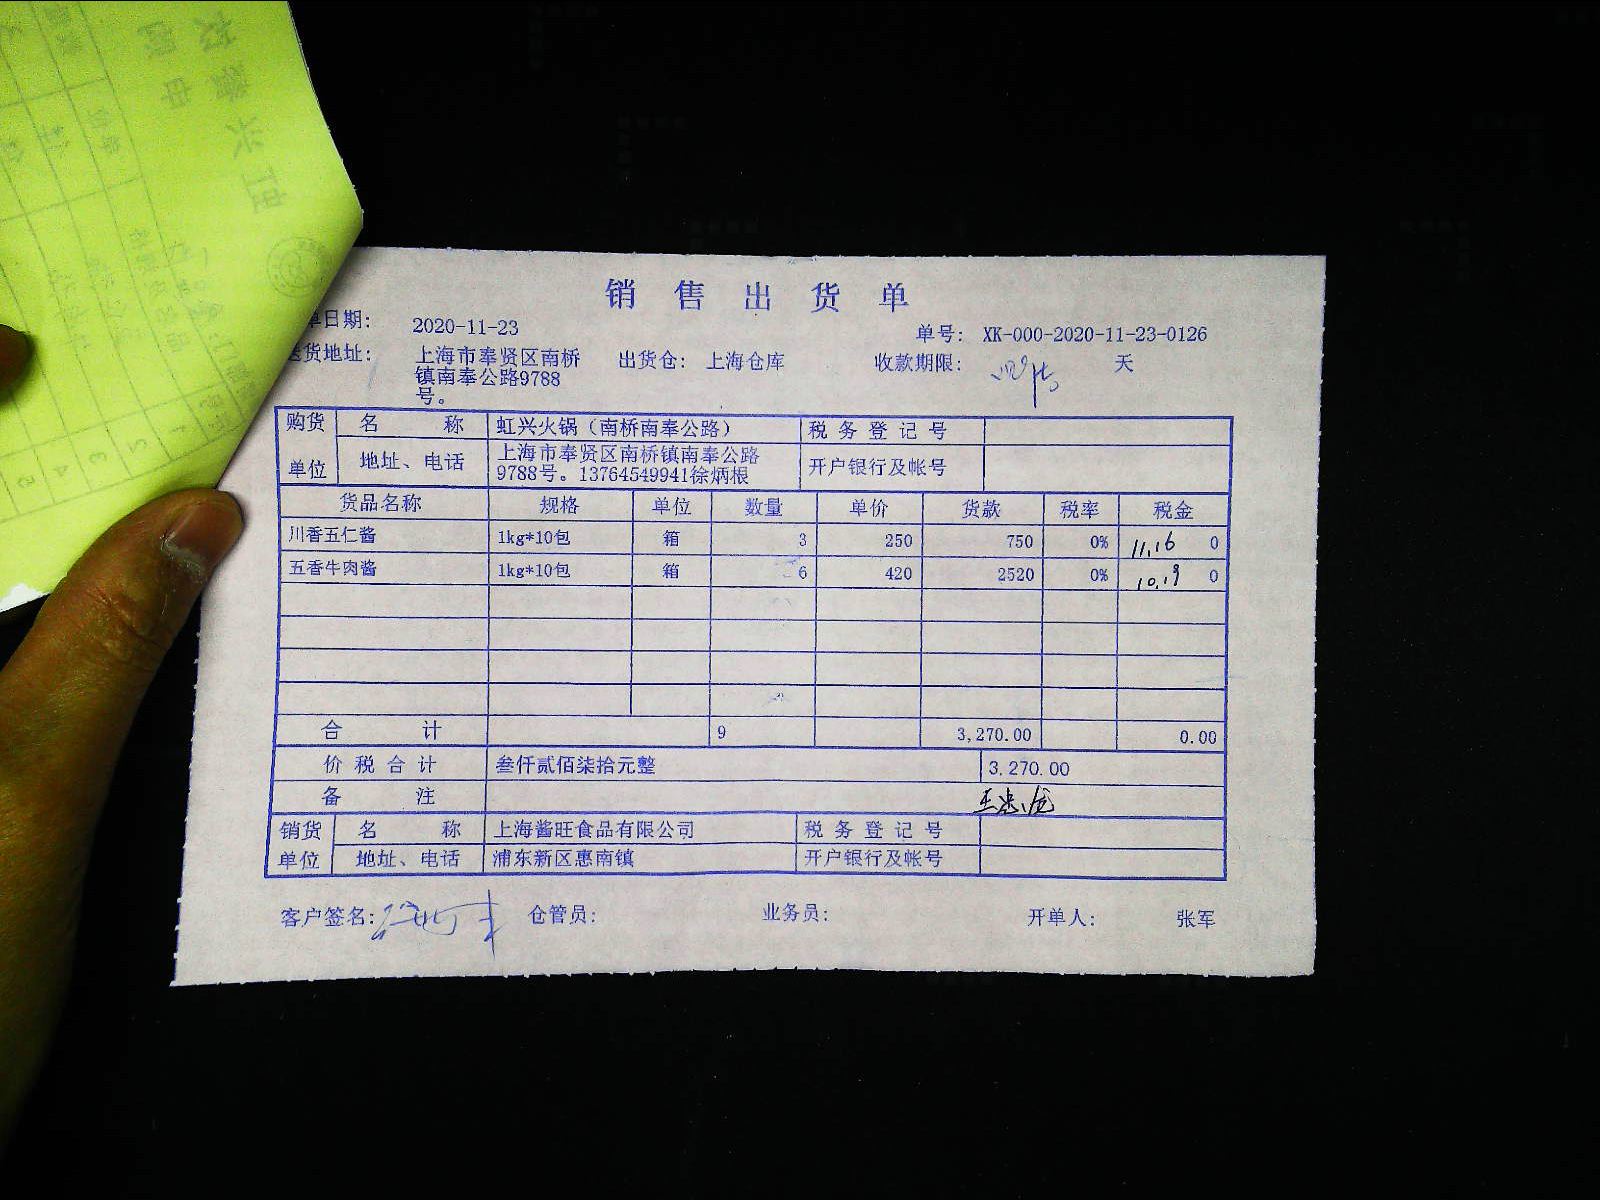 销售出货单
单日期： 2020-11-23
单号： XK-000-2020-11-23-0126
货地址： 上海市奉贤区南桥
镇南奉公路9788
号。
出货仓： 上海仓库 收款期限： 天
购货单位 名称 虹兴火锅（南桥南奉公路） 税务登记号
地址、电话 上海市奉贤区南桥镇南奉公路
9788号。13764549941徐炳根 开户银行及帐号
货品名称 规格 单位 数量 单价 货款 税率 税金
川香五仁酱 1kg*10包 箱 3 250 750 0% 11.16 0
五香牛肉酱 1kg*10包 箱 6 420 2520 0% 10.19 0
合计 9 3,270.00 0.00
价税合计 叁仟贰佰柒拾元整 3,270.00
备注
销货单位 名称 上海酱旺食品有限公司 税务登记号
地址、电话 浦东新区惠南镇 开户银行及帐号
客户签名： 仓管员： 业务员： 开单人： 张军